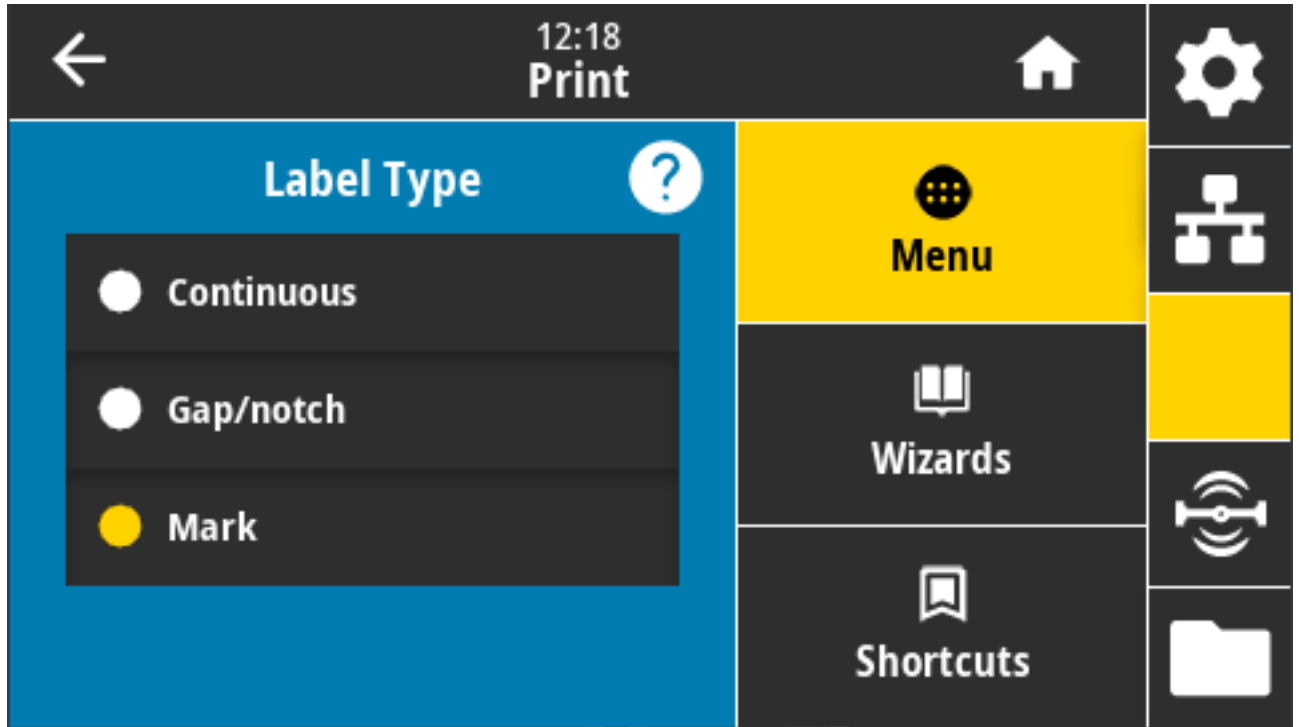 12:18
Print
Label Type
?
Continuous
Gap/notch
Mark
Menu
Wizards
Shortcuts